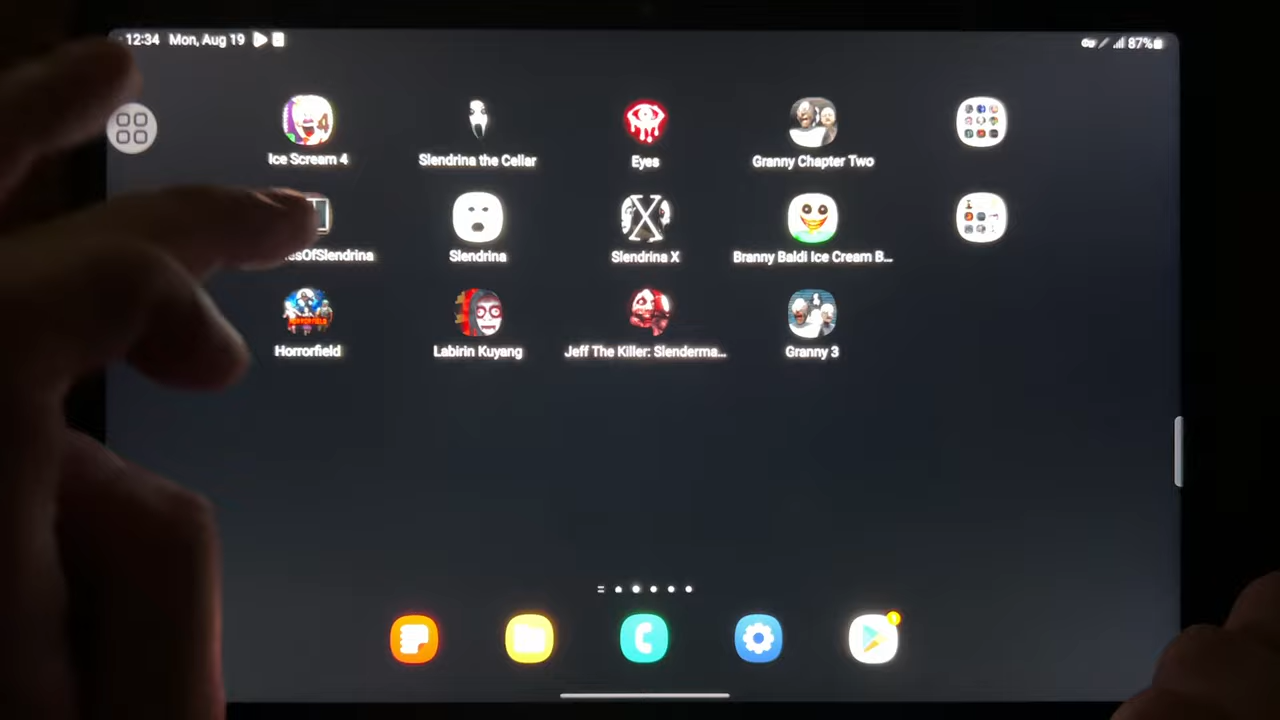 12:34 Mon, Aug 19
87%
Ice Scream 4
Slendrina the Cellar
Eyes
Granny Chapter Two
esOfSlendrina
Slendrina
Slendrina X
Branny Baldi Ice Cream B...
Horrorfield
Labirin Kuyang
Jeff The Killer: Slenderma...
Granny 3